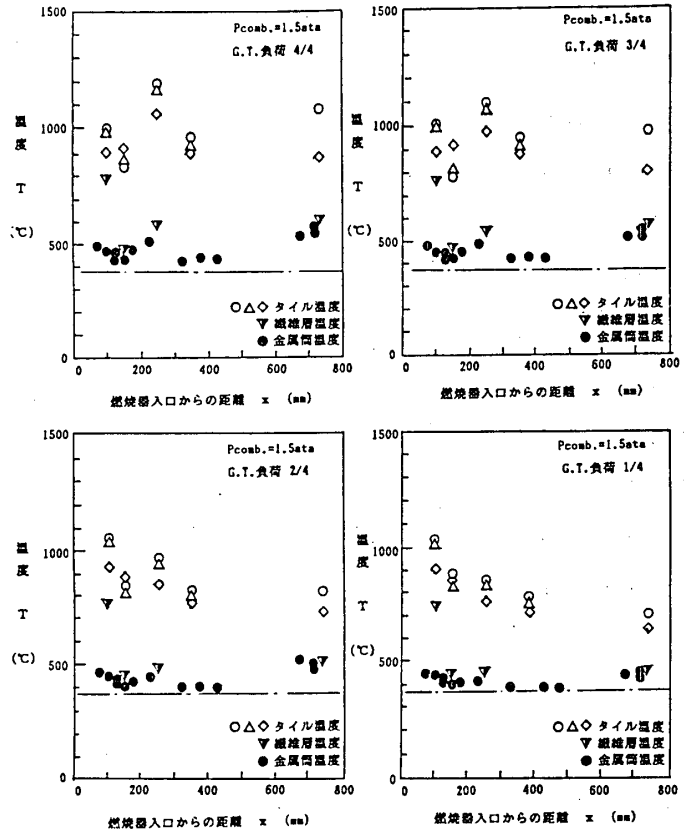 Pcomb.=1.5ata
G.T.負荷 4/4
1500
1000
500
0
温度 T (℃)
○△◇ タイル温度
▼ 繊維層温度
● 金属筒温度
0 200 400 600 800
燃焼器入口からの距離 x (mm)
Pcomb.=1.5ata
G.T.負荷 3/4
1500
1000
500
0
温度 T (℃)
○△◇ タイル温度
▼ 繊維層温度
● 金属筒温度
0 200 400 600 800
燃焼器入口からの距離 x (mm)
Pcomb.=1.5ata
G.T.負荷 2/4
1500
1000
500
0
温度 T (℃)
○△◇ タイル温度
▼ 繊維層温度
● 金属筒温度
0 200 400 600 800
燃焼器入口からの距離 x (mm)
Pcomb.=1.5ata
G.T.負荷 1/4
1500
1000
500
0
温度 T (℃)
○△◇ タイル温度
▼ 繊維層温度
● 金属筒温度
0 200 400 600 800
燃焼器入口からの距離 x (mm)